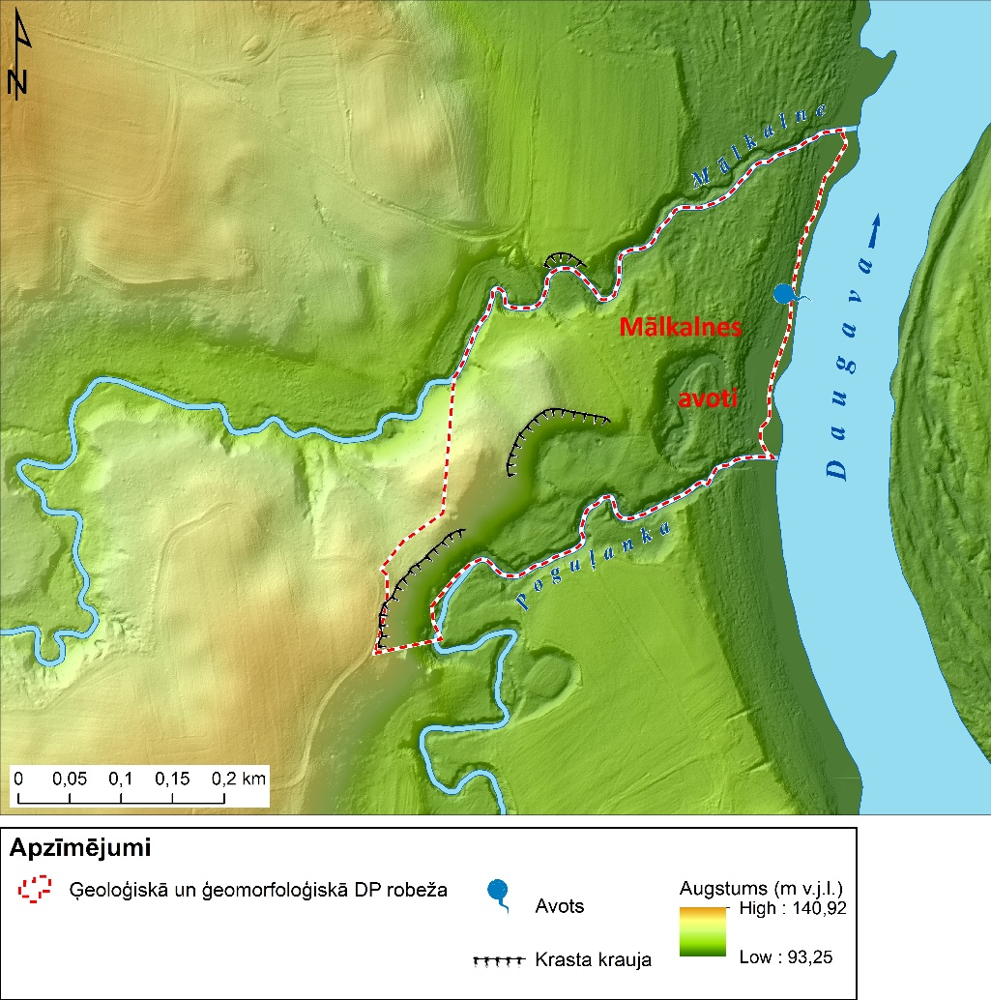 N
Mālkalne
Mālkalnes
avoti
Daugava
Poguļanka
0 0,05 0,1 0,15 0,2 km
Apzīmējumi
Ģeoloģiskā un ģeomorfoloģiskā DP robeža
Avots
Krasta krauja
Augstums (m v.j.l.)
High : 140,92
Low : 93,25